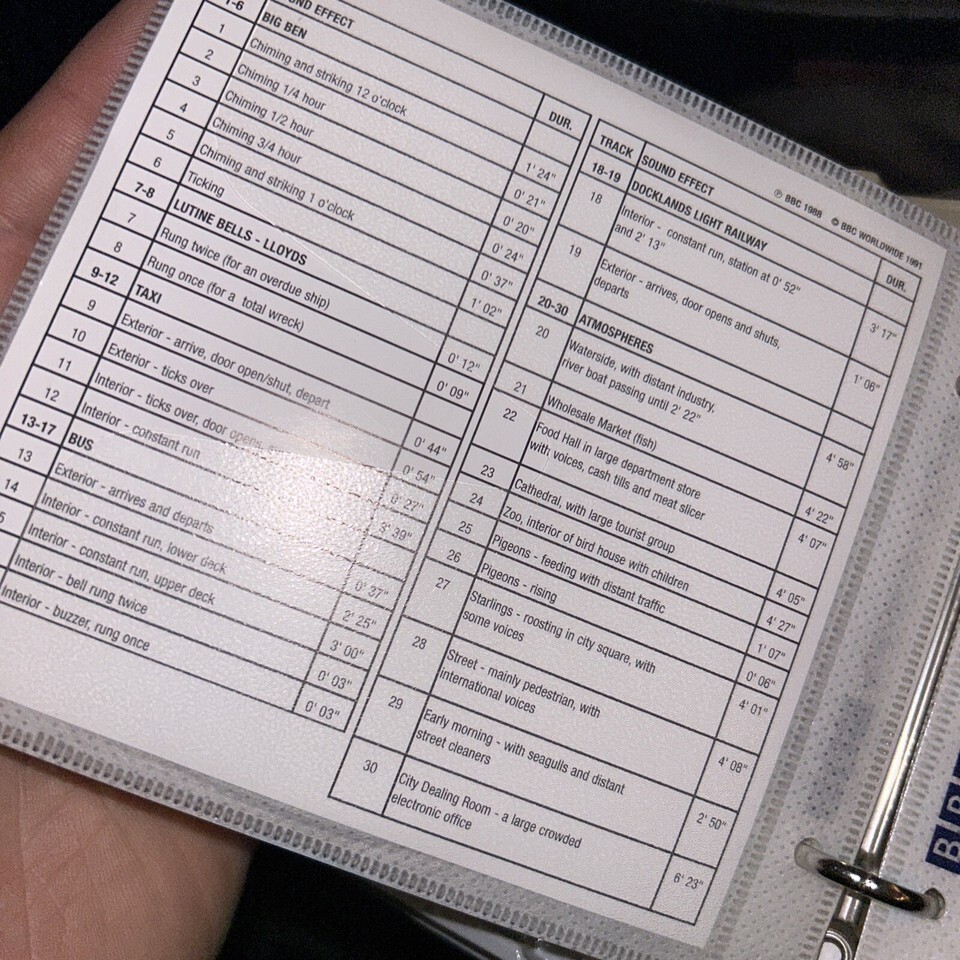 1-6 SOUND EFFECT DUR.
BIG BEN
1 Chiming and striking 12 o'clock 1' 24"
2 Chiming 1/4 hour 0' 21"
3 Chiming 1/2 hour 0' 20"
4 Chiming 3/4 hour 0' 24"
5 Chiming and striking 1 o'clock 0' 37"
6 Ticking 1' 02"
7-8 LUTINE BELLS - LLOYDS
7 Rung twice (for an overdue ship) 0' 12"
8 Rung once (for a total wreck) 0' 09"
9-12 TAXI
9 Exterior - arrive, door open/shut, depart 0' 44"
10 Exterior - ticks over 0' 54"
11 Interior - ticks over, door opens, 0' 27"
12 Interior - constant run 3' 39"
13-17 BUS
13 Exterior - arrives and departs 0' 37"
14 Interior - constant run, lower deck 2' 25"
5 Interior - constant run, upper deck 3' 00"
Interior - bell rung twice 0' 03"
Interior - buzzer, rung once 0' 03"
℗ BBC 1988 © BBC WORLDWIDE 1991
TRACK SOUND EFFECT DUR.
18-19 DOCKLANDS LIGHT RAILWAY
18 Interior - constant run, station at 0' 52"
and 2' 13" 3' 17"
19 Exterior - arrives, door opens and shuts,
departs 1' 06"
20-30 ATMOSPHERES
20 Waterside, with distant industry,
river boat passing until 2' 22" 4' 58"
21 Wholesale Market (fish) 4' 22"
22 Food Hall in large department store
with voices, cash tills and meat slicer 4' 07"
23 Cathedral, with large tourist group 4' 05"
24 Zoo, interior of bird house with children 4' 27"
25 Pigeons - feeding with distant traffic 1' 07"
26 Pigeons - rising 0' 06"
27 Starlings - roosting in city square, with
some voices 4' 01"
28 Street - mainly pedestrian, with
International voices 4' 08"
29 Early morning - with seagulls and distant
street cleaners 2' 50"
30 City Dealing Room - a large crowded
electronic office 6' 23"